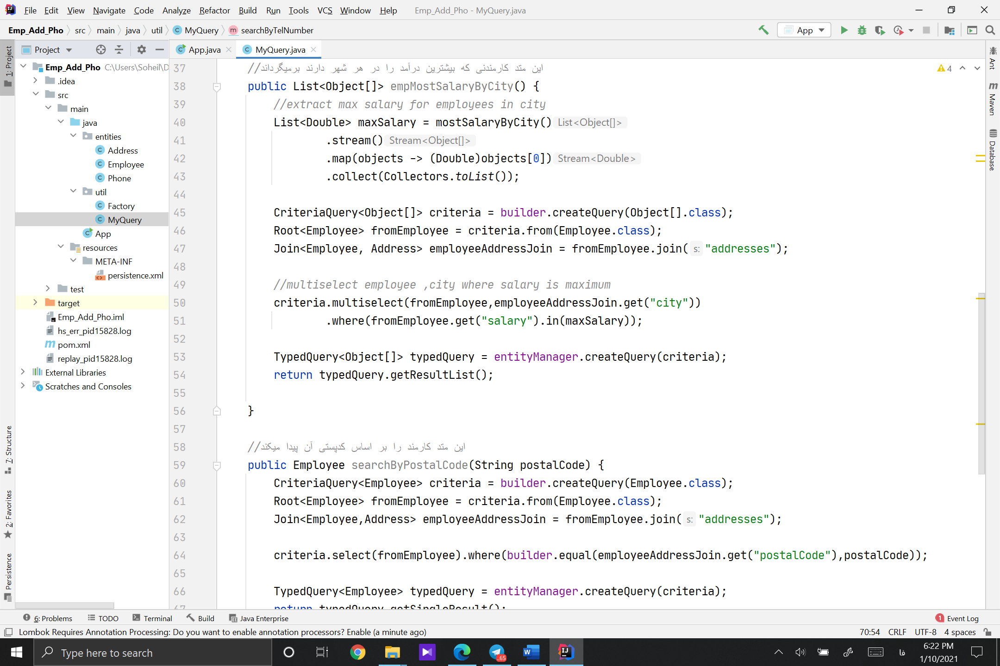 File Edit View Navigate Code Analyze Refactor Build Run Tools VCS Window Help Emp_Add_Pho - MyQuery.java
Emp_Add_Pho src main java util MyQuery searchByTelNumber
App
Project
App.java
MyQuery.java
1: Project
7: Structure
2: Favorites
Persistence
Emp_Add_Pho C:\Users\Soheil\D
.idea
src
main
java
entities
Address
Employee
Phone
util
Factory
MyQuery
App
resources
META-INF
persistence.xml
test
target
Emp_Add_Pho.iml
hs_err_pid15828.log
pom.xml
replay_pid15828.log
External Libraries
Scratches and Consoles
37 //این متد کارمندنی که بیشترین درآمد را در هر شهر دارند برمیگرداند
38 public List<Object[]> empMostSalaryByCity() {
39 //extract max salary for employees in city
40 List<Double> maxSalary = mostSalaryByCity() List<Object[]>
41 .stream() Stream<Object[]>
42 .map(objects -> (Double)objects[0]) Stream<Double>
43 .collect(Collectors.toList());
44
45 CriteriaQuery<Object[]> criteria = builder.createQuery(Object[].class);
46 Root<Employee> fromEmployee = criteria.from(Employee.class);
47 Join<Employee, Address> employeeAddressJoin = fromEmployee.join( s: "addresses");
48
49 //multiselect employee ,city where salary is maximum
50 criteria.multiselect(fromEmployee,employeeAddressJoin.get("city"))
51 .where(fromEmployee.get("salary").in(maxSalary));
52
53 TypedQuery<Object[]> typedQuery = entityManager.createQuery(criteria);
54 return typedQuery.getResultList();
55
56 }
57
58 //این متد کارمند را بر اساس کدپستی آن پیدا میکند
59 public Employee searchByPostalCode(String postalCode) {
60 CriteriaQuery<Employee> criteria = builder.createQuery(Employee.class);
61 Root<Employee> fromEmployee = criteria.from(Employee.class);
62 Join<Employee,Address> employeeAddressJoin = fromEmployee.join( s: "addresses");
63
64 criteria.select(fromEmployee).where(builder.equal(employeeAddressJoin.get("postalCode"),postalCode));
65
66 TypedQuery<Employee> typedQuery = entityManager.createQuery(criteria);
67 return typedQuery.getSingleResult();
4
Ant
Maven
Database
6: Problems TODO Terminal Build Java Enterprise 1 Event Log
Lombok Requires Annotation Processing: Do you want to enable annotation processors? Enable (a minute ago) 70:54 CRLF UTF-8 4 spaces
Type here to search
..65
فا
6:22 PM
1/10/2021